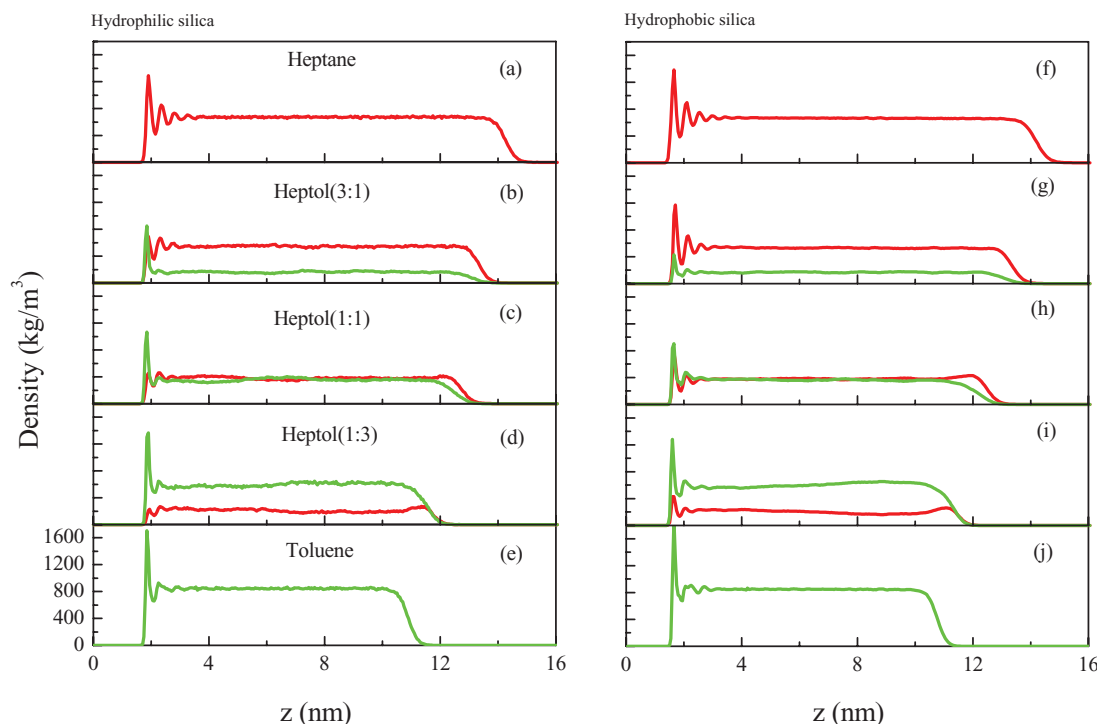 Hydrophilic silica
Hydrophobic silica
Heptane
(a)
(f)
Heptol(3:1)
(b)
(g)
Heptol(1:1)
(c)
(h)
Heptol(1:3)
(d)
(i)
Toluene
(e)
(j)
Density (kg/m³)
1600
1200
800
400
0
0 4 8 12 16
0 4 8 12 16
z (nm)
z (nm)